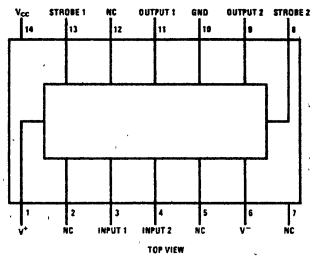 VCC STROBE 1 NC OUTPUT 1 GND OUTPUT 2 STROBE 2
14 13 12 11 10 9 8
1 2 3 4 5 6 7
V+ NC INPUT 1 INPUT 2 NC V− NC
TOP VIEW